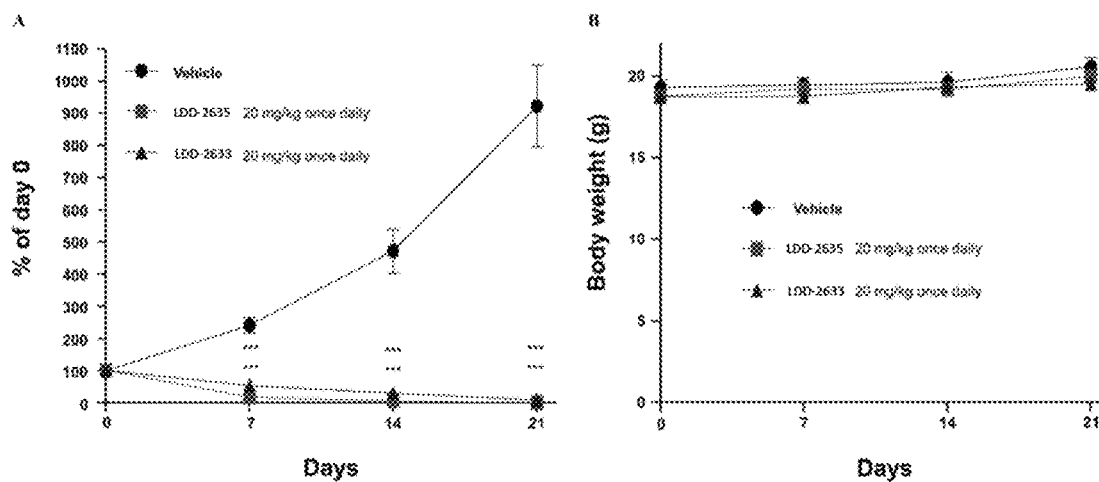 A
% of day 0
1100
1000
900
800
700
600
500
400
300
200
100
0
Vehicle
LDD-2635 20 mg/kg once daily
LDD-2633 20 mg/kg once daily
*** *** ***
*** *** ***
0 7 14 21
Days
B
Body weight (g)
20
15
10
5
0
Vehicle
LDD-2635 20 mg/kg once daily
LDD-2633 20 mg/kg once daily
0 7 14 21
Days